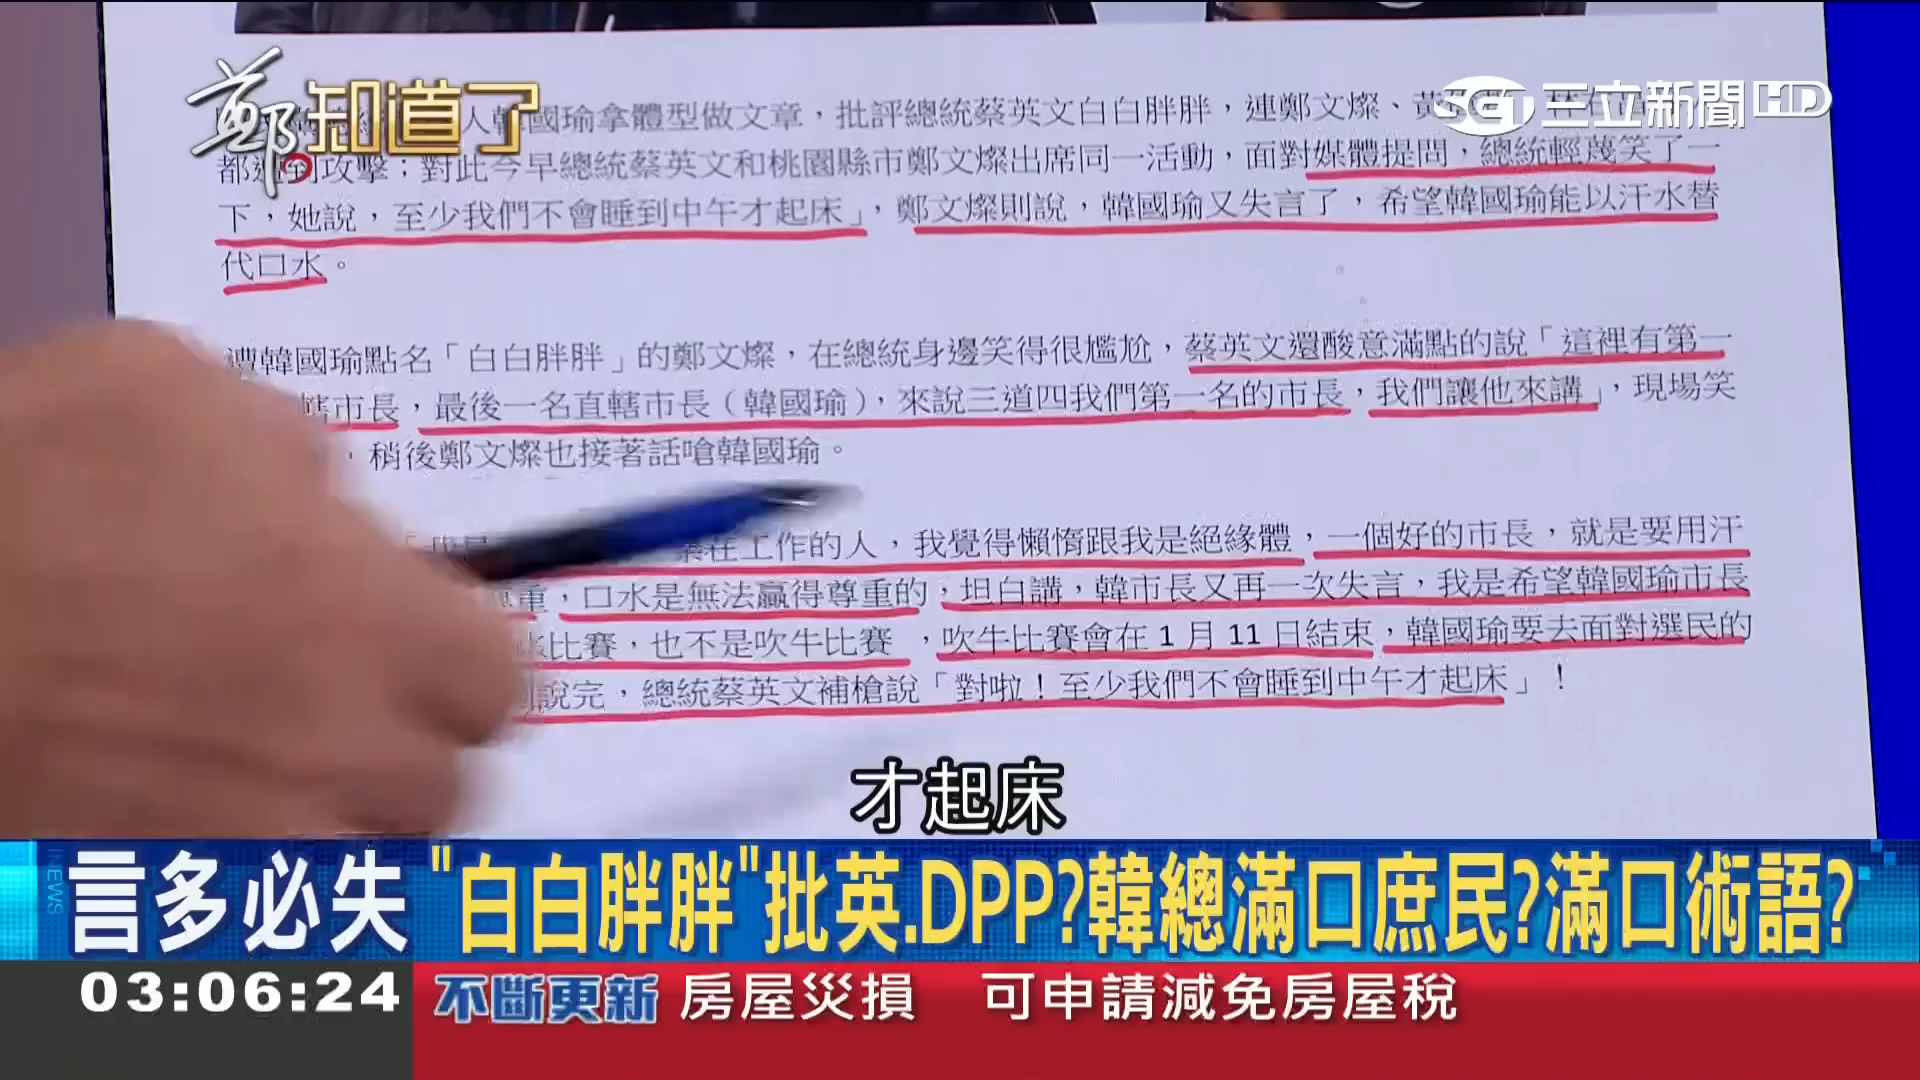 鄭知道了
SET三立新聞HD
人韓國瑜拿體型做文章，批評總統蔡英文白白胖胖，連鄭文燦、黃
都遭到攻擊；對此今早總統蔡英文和桃園縣市鄭文燦出席同一活動，面對媒體提問，總統輕蔑笑了一
下，她說，至少我們不會睡到中午才起床」，鄭文燦則說，韓國瑜又失言了，希望韓國瑜能以汗水替
代口水。
遭韓國瑜點名「白白胖胖」的鄭文燦，在總統身邊笑得很尷尬，蔡英文還酸意滿點的說「這裡有第一
轄市長，最後一名直轄市長（韓國瑜），來說三道四我們第一名的市長，我們讓他來講」，現場笑
，稍後鄭文燦也接著話嗆韓國瑜。
在工作的人，我覺得懶惰跟我是絕緣體，一個好的市長，就是要用汗
重，口水是無法贏得尊重的，坦白講，韓市長又再一次失言，我是希望韓國瑜市長
比賽，也不是吹牛比賽，吹牛比賽會在1月11日結束，韓國瑜要去面對選民的
說完，總統蔡英文補槍說「對啦！至少我們不會睡到中午才起床」！
才起床
INEWS
言多必失 "白白胖胖"批英.DPP?韓總滿口庶民?滿口術語?
03:06:24 不斷更新 房屋災損 可申請減免房屋稅